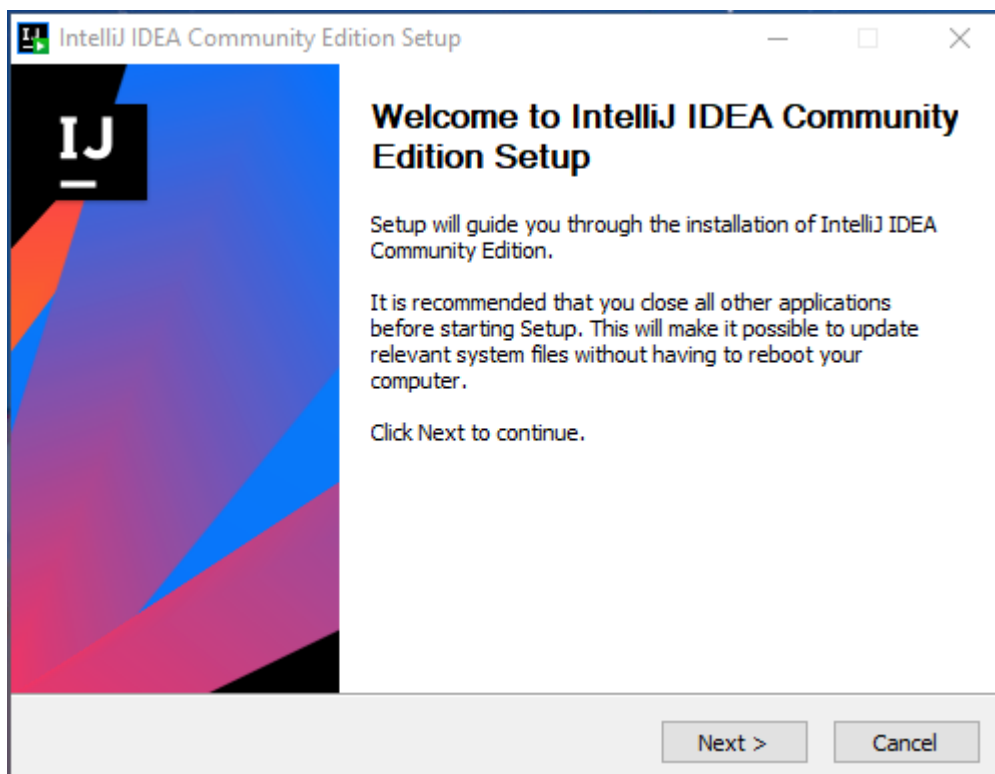 IntelliJ IDEA Community Edition Setup
IJ
Welcome to IntelliJ IDEA Community
Edition Setup
Setup will guide you through the installation of IntelliJ IDEA
Community Edition.
It is recommended that you close all other applications
before starting Setup. This will make it possible to update
relevant system files without having to reboot your
computer.
Click Next to continue.
Next >
Cancel